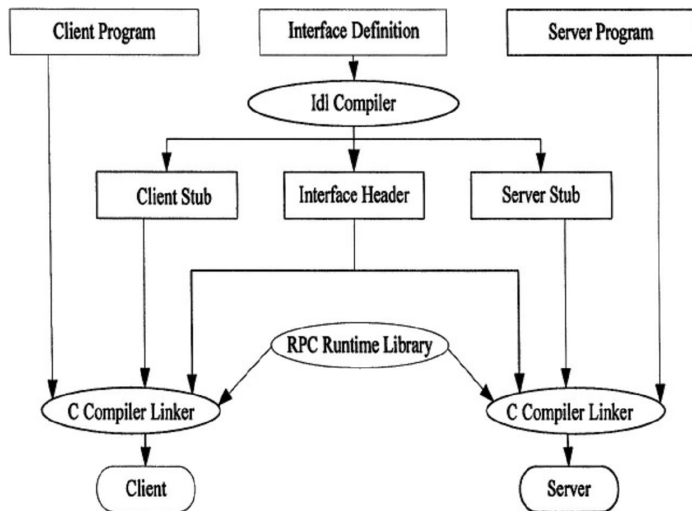 Client Program
Interface Definition
Server Program
Idl Compiler
Client Stub
Interface Header
Server Stub
RPC Runtime Library
C Compiler Linker
C Compiler Linker
Client
Server